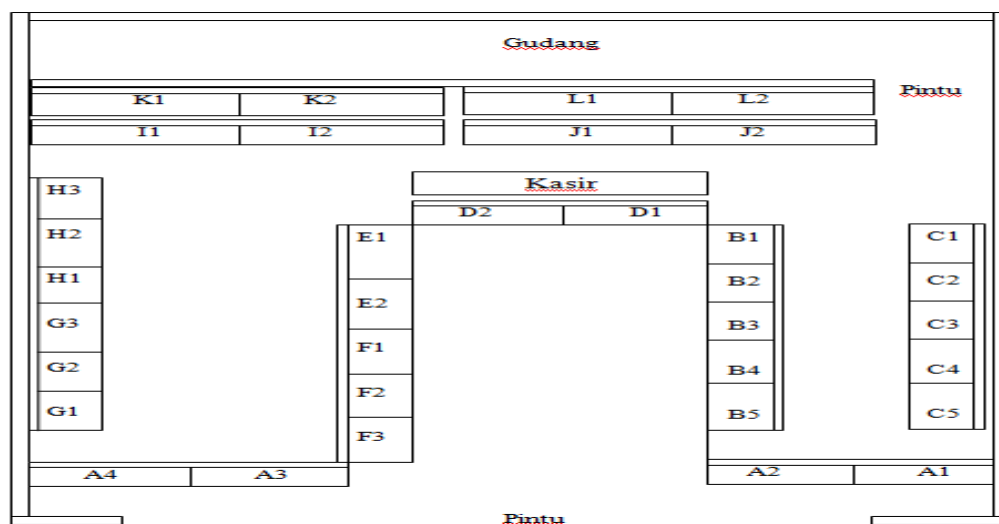 Gudang
K1 K2 L1 L2 Pintu
I1 I2 J1 J2
H3 Kasir
D2 D1
H2 E1 B1 C1
H1 B2 C2
E2
G3 B3 C3
F1
G2 B4 C4
F2
G1 B5 C5
F3
A4 A3 A2 A1
Pintu